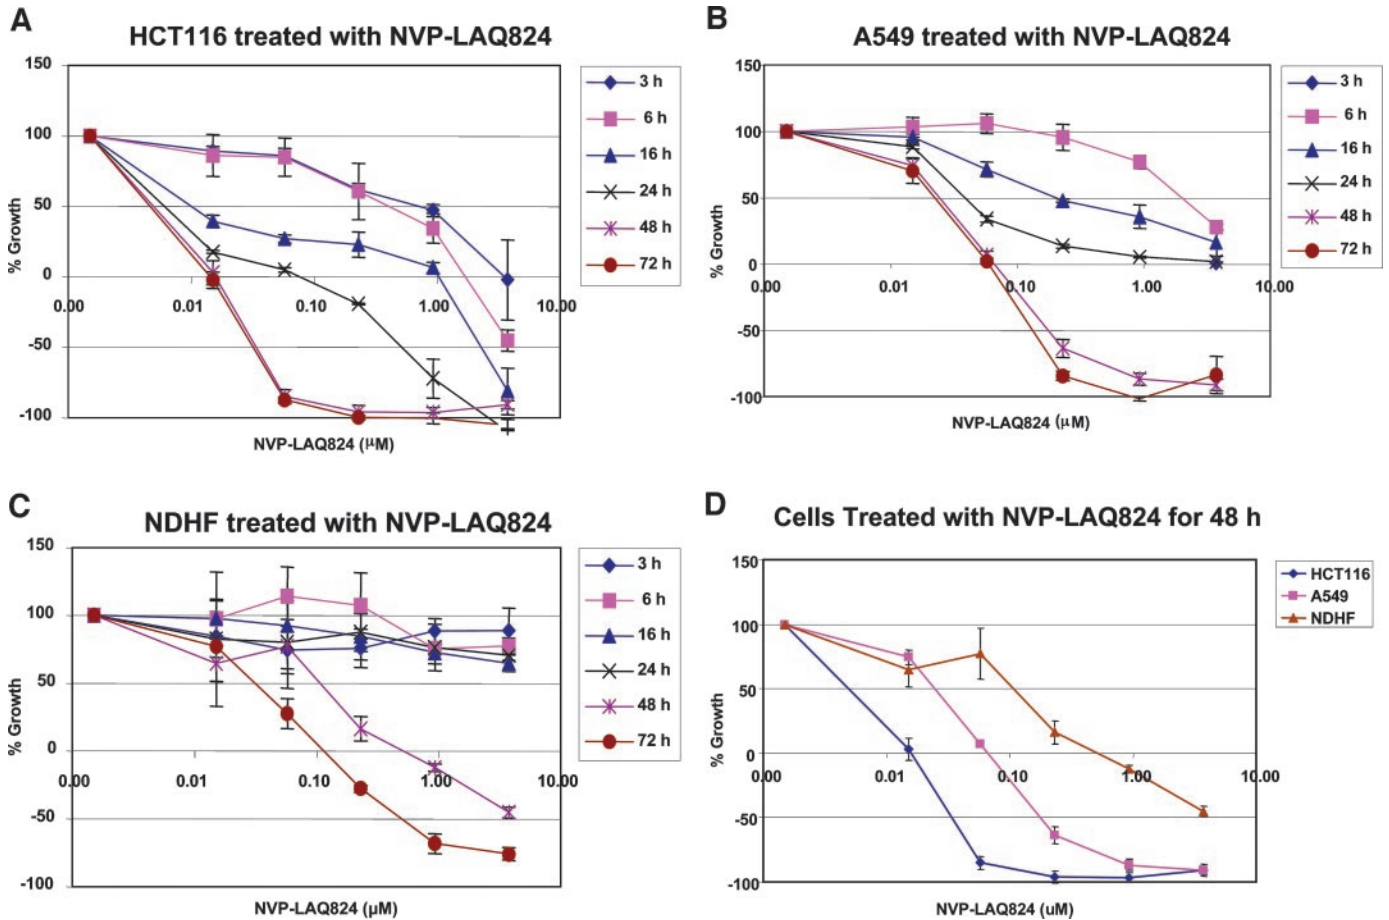 A
HCT116 treated with NVP-LAQ824
150
100
50
0
-50
-100
% Growth
0.00 0.01 0.10 1.00 10.00
NVP-LAQ824 (μM)
3 h
6 h
16 h
24 h
48 h
72 h
B
A549 treated with NVP-LAQ824
150
100
50
0
-50
-100
% Growth
0.00 0.01 0.10 1.00 10.00
NVP-LAQ824 (μM)
3 h
6 h
16 h
24 h
48 h
72 h
C
NDHF treated with NVP-LAQ824
150
100
50
0
-50
-100
% Growth
0.00 0.01 0.10 1.00 10.00
NVP-LAQ824 (μM)
3 h
6 h
16 h
24 h
48 h
72 h
D
Cells Treated with NVP-LAQ824 for 48 h
150
100
50
0
-50
-100
% Growth
0.00 0.01 0.10 1.00 10.00
NVP-LAQ824 (uM)
HCT116
A549
NDHF